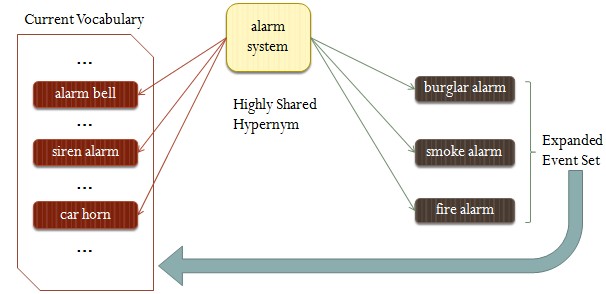 Current Vocabulary
...
alarm bell
...
siren alarm
...
car horn
...
alarm
system
Highly Shared
Hypernym
burglar alarm
smoke alarm
fire alarm
Expanded
Event Set